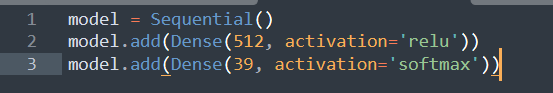 1 model = Sequential()
2 model.add(Dense(512, activation='relu'))
3 model.add(Dense(39, activation='softmax'))